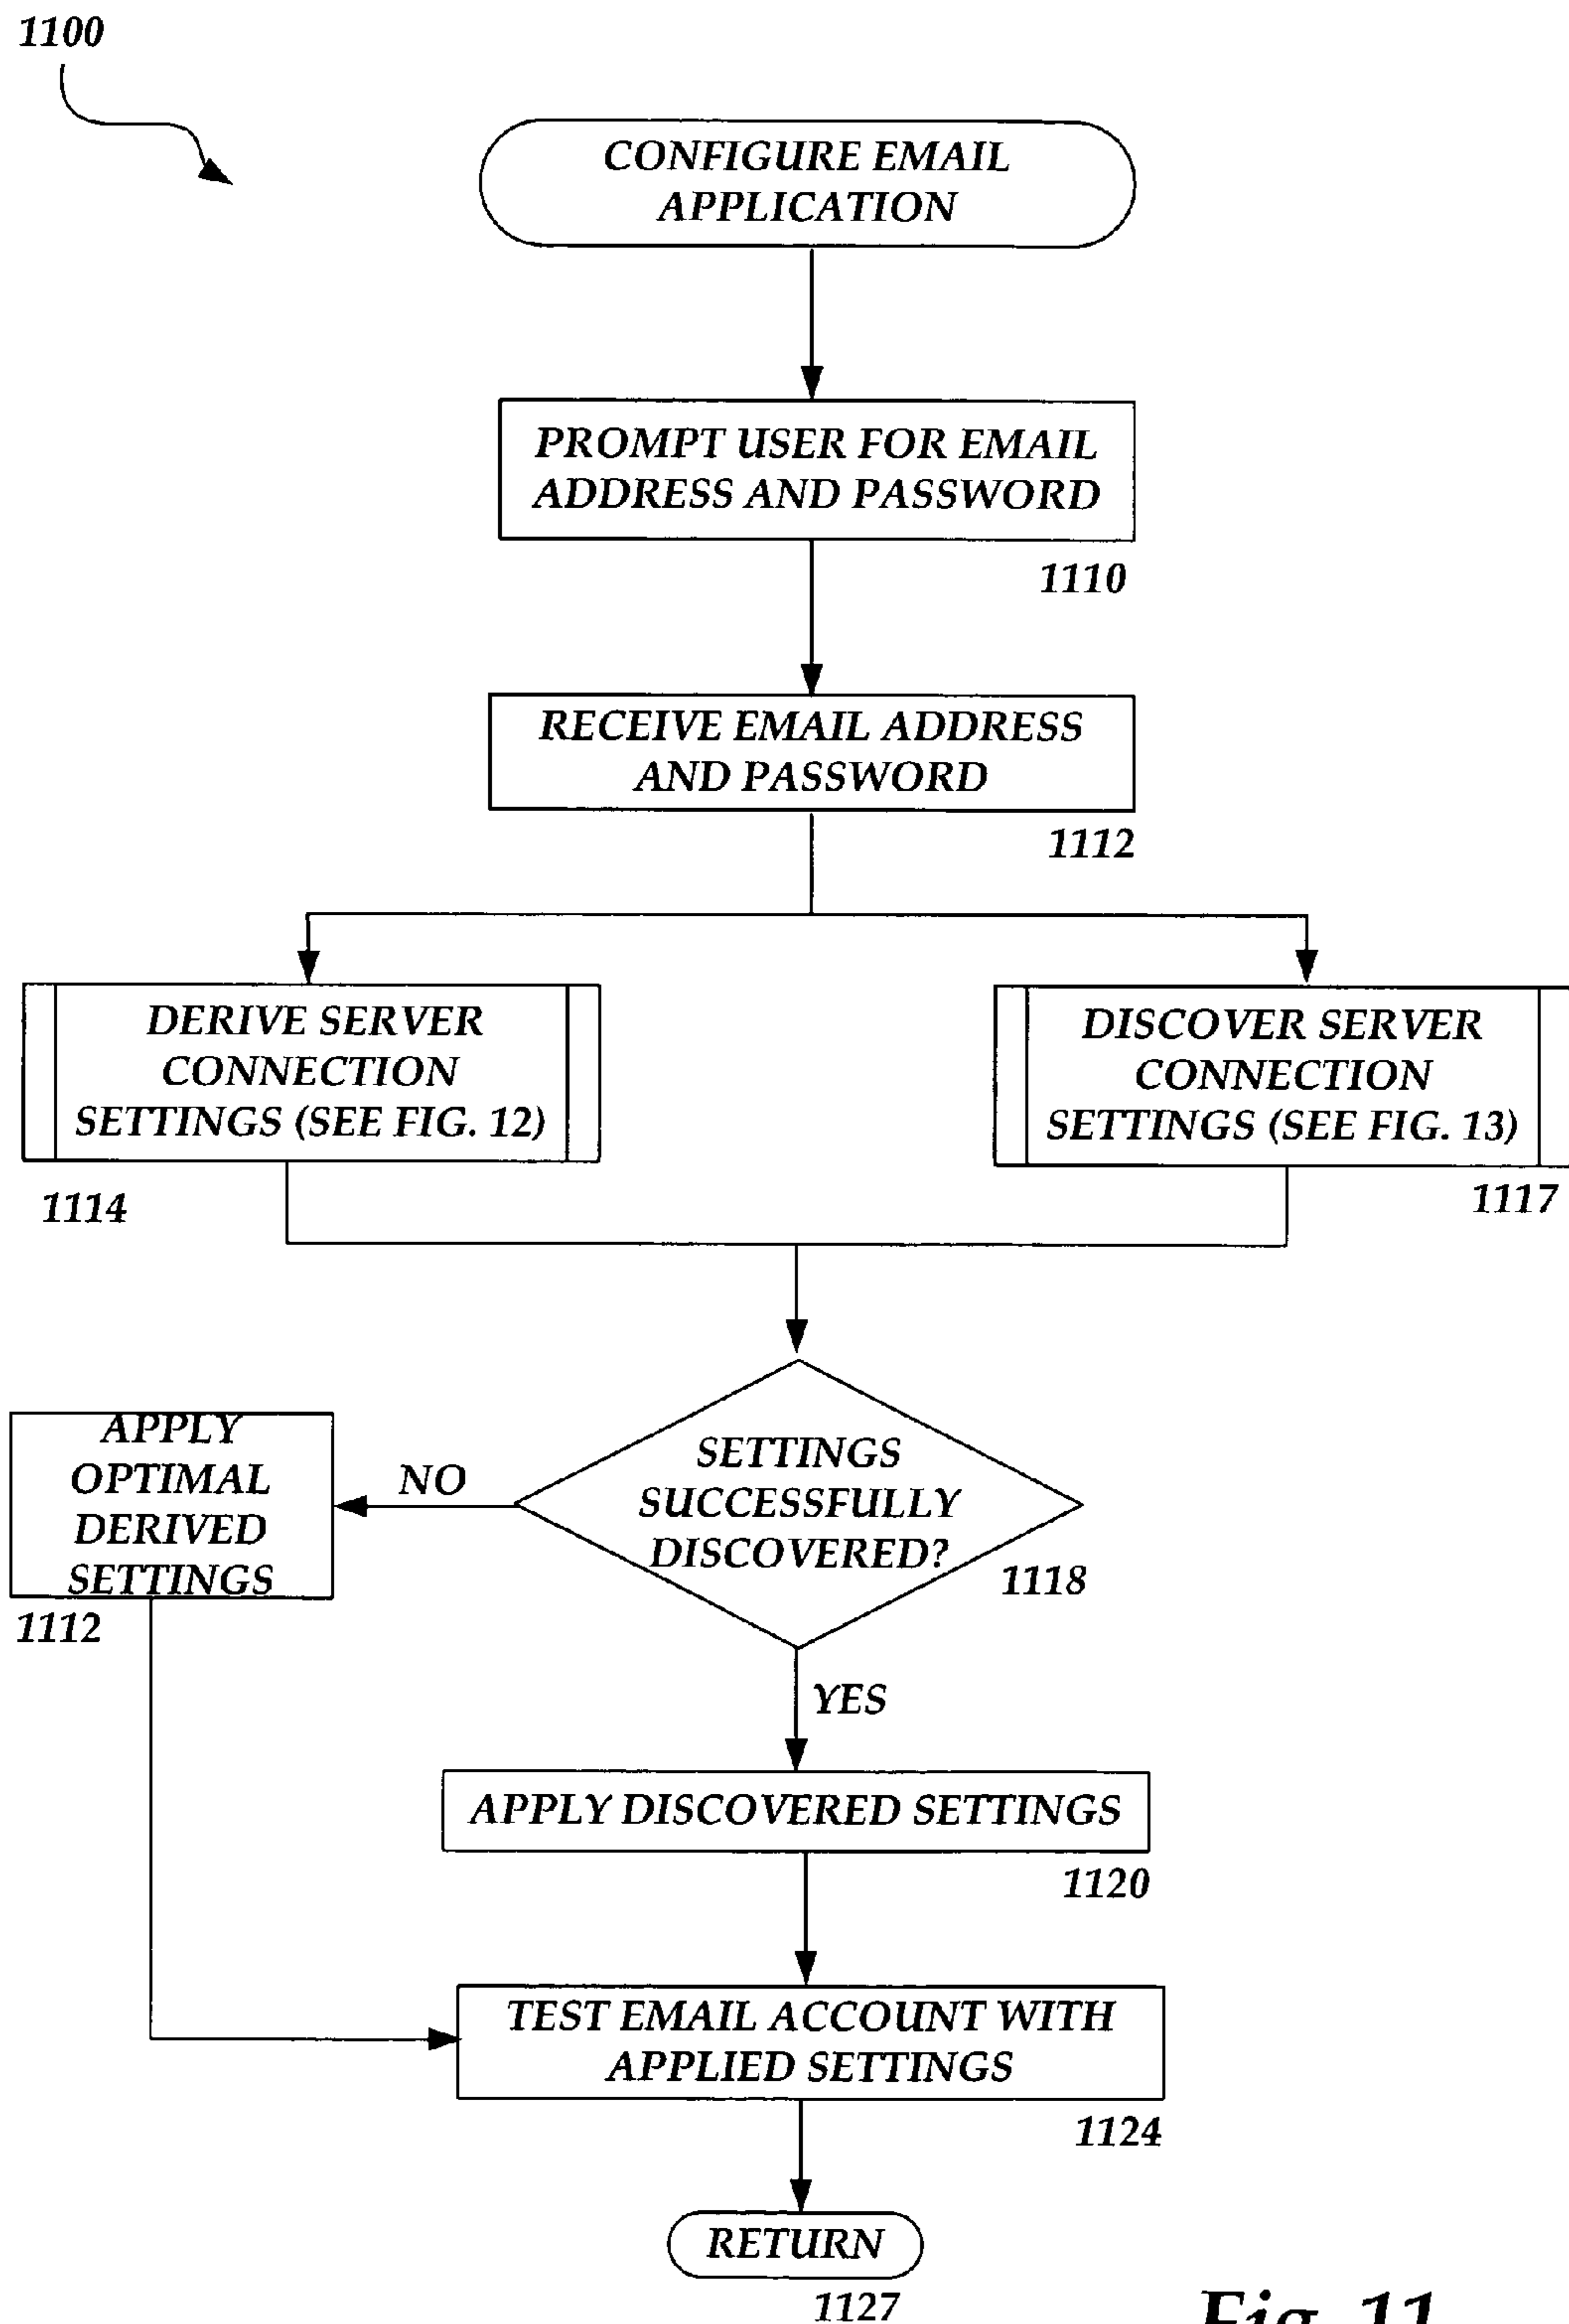 1100
CONFIGURE EMAIL
APPLICATION
PROMPT USER FOR EMAIL
ADDRESS AND PASSWORD
1110
RECEIVE EMAIL ADDRESS
AND PASSWORD
1112
DERIVE SERVER
CONNECTION
SETTINGS (SEE FIG. 12)
1114
DISCOVER SERVER
CONNECTION
SETTINGS (SEE FIG. 13)
1117
SETTINGS
SUCCESSFULLY
DISCOVERED?
1118
NO
APPLY
OPTIMAL
DERIVED
SETTINGS
1112
YES
APPLY DISCOVERED SETTINGS
1120
TEST EMAIL ACCOUNT WITH
APPLIED SETTINGS
1124
RETURN
1127
Fig. 11